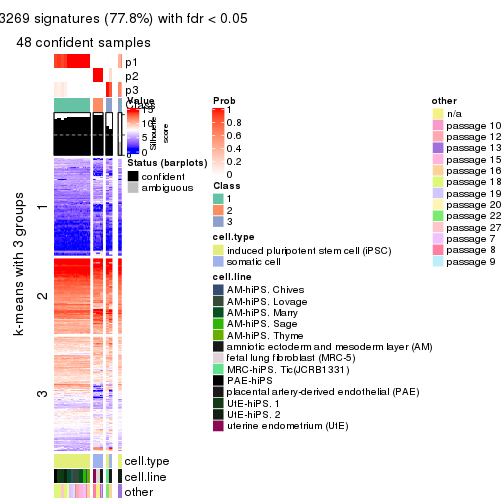 3269 signatures (77.8%) with fdr < 0.05
48 confident samples
p1
p2
p3
Class
Value
15
10
5
0
Silhouette
score
Status (barplots)
confident
ambiguous
k-means with 3 groups
1
2
3
cell.type
cell.line
other
Prob
1
0.8
0.6
0.4
0.2
0
Class
1
2
3
cell.type
induced pluripotent stem cell (iPSC)
somatic cell
cell.line
AM-hiPS. Chives
AM-hiPS. Lovage
AM-hiPS. Marry
AM-hiPS. Sage
AM-hiPS. Thyme
amniotic ectoderm and mesoderm layer (AM)
fetal lung fibroblast (MRC-5)
MRC-hiPS. Tic(JCRB1331)
PAE-hiPS
placental artery-derived endothelial (PAE)
UtE-hiPS. 1
UtE-hiPS. 2
uterine endometrium (UtE)
other
n/a
passage 10
passage 12
passage 13
passage 15
passage 16
passage 18
passage 19
passage 20
passage 22
passage 27
passage 7
passage 8
passage 9